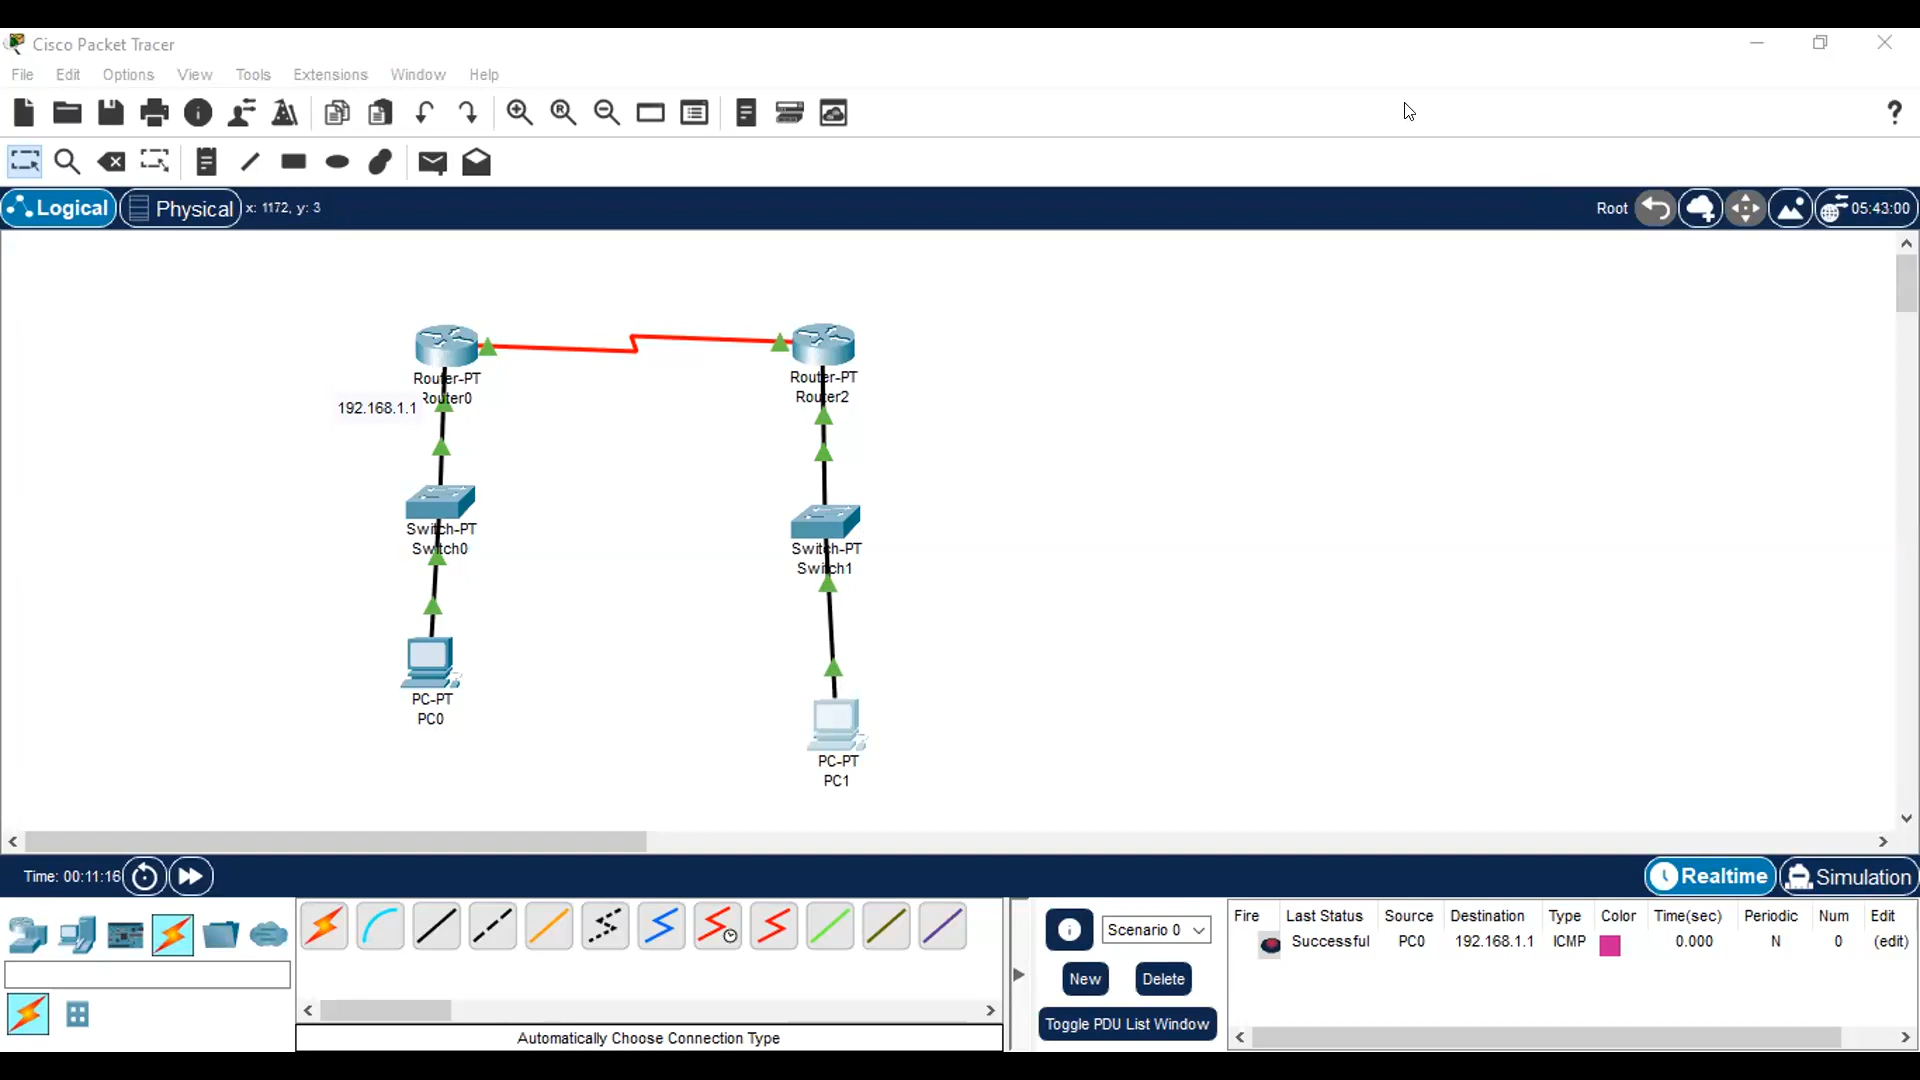 Cisco Packet Tracer
File Edit Options View Tools Extensions Window Help
Logical Physical x: 1172, y: 3 Root 05:43:00
Router-PT
Router0
192.168.1.1
Router-PT
Router2
Switch-PT
Switch0
Switch-PT
Switch1
PC-PT
PC0
PC-PT
PC1
Time: 00:11:16 Realtime Simulation
Scenario 0
New Delete
Toggle PDU List Window
Fire Last Status Source Destination Type Color Time(sec) Periodic Num Edit
Successful PC0 192.168.1.1 ICMP 0.000 N 0 (edit)
Automatically Choose Connection Type